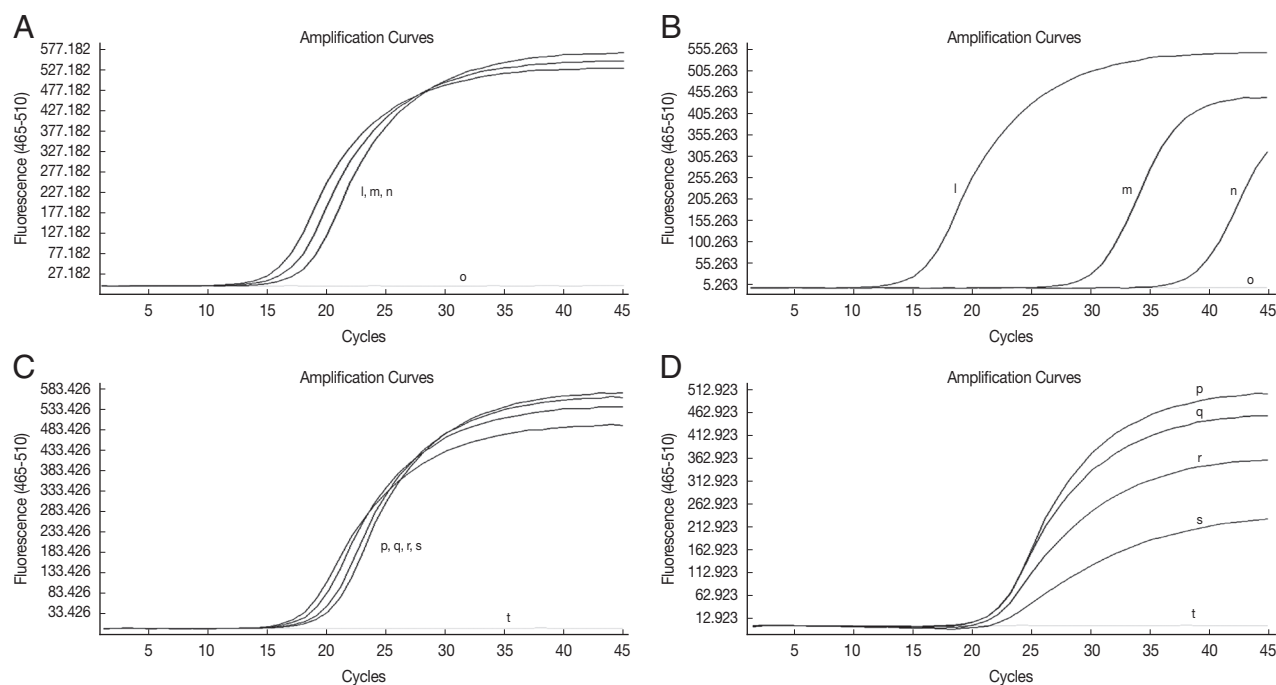 A
Amplification Curves
Fluorescence (465-510)
577.182
527.182
477.182
427.182
377.182
327.182
277.182
227.182
177.182
127.182
77.182
27.182
l, m, n
o
5 10 15 20 25 30 35 40 45
Cycles
B
Amplification Curves
Fluorescence (465-510)
555.263
505.263
455.263
405.263
355.263
305.263
255.263
205.263
155.263
100.263
55.263
5.263
l
m
n
o
5 10 15 20 25 30 35 40 45
Cycles
C
Amplification Curves
Fluorescence (465-510)
583.426
533.426
483.426
433.426
383.426
333.426
283.426
233.426
183.426
133.426
83.426
33.426
p, q, r, s
t
5 10 15 20 25 30 35 40 45
Cycles
D
Amplification Curves
Fluorescence (465-510)
512.923
462.923
412.923
362.923
312.923
262.923
212.923
162.923
112.923
62.923
12.923
p
q
r
s
t
5 10 15 20 25 30 35 40 45
Cycles